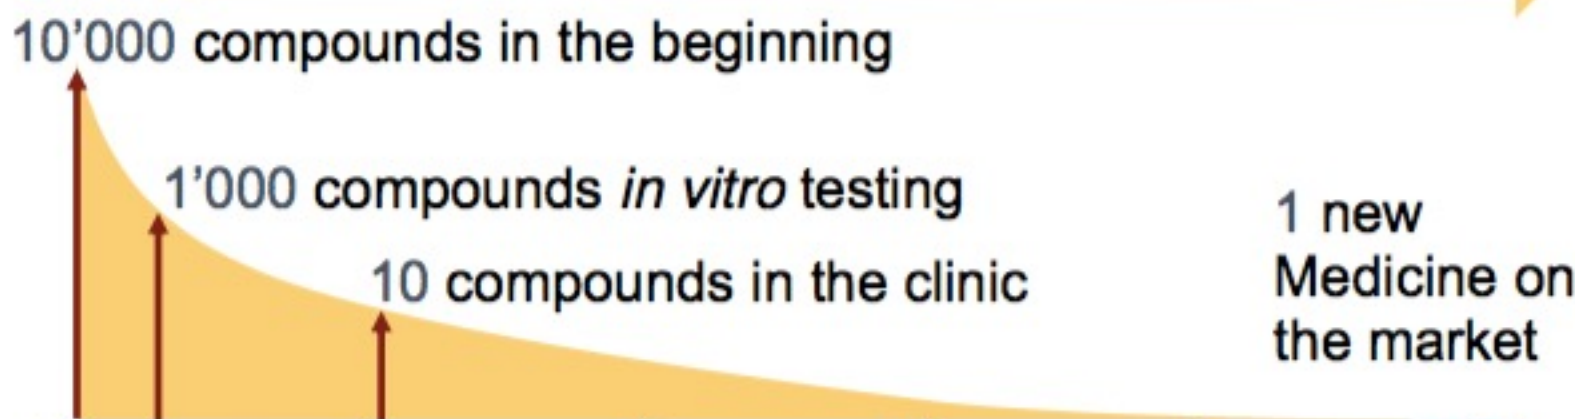 10’000 compounds in the beginning
1’000 compounds in vitro testing
10 compounds in the clinic
1 new
Medicine on
the market